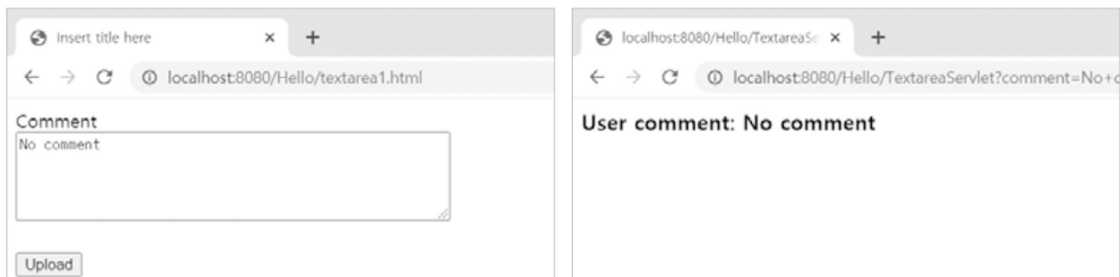 Insert title here
localhost:8080/Hello/textarea1.html
Comment
No comment
Upload
localhost:8080/Hello/TextareaSe
localhost:8080/Hello/TextareaServlet?comment=No+c
User comment: No comment